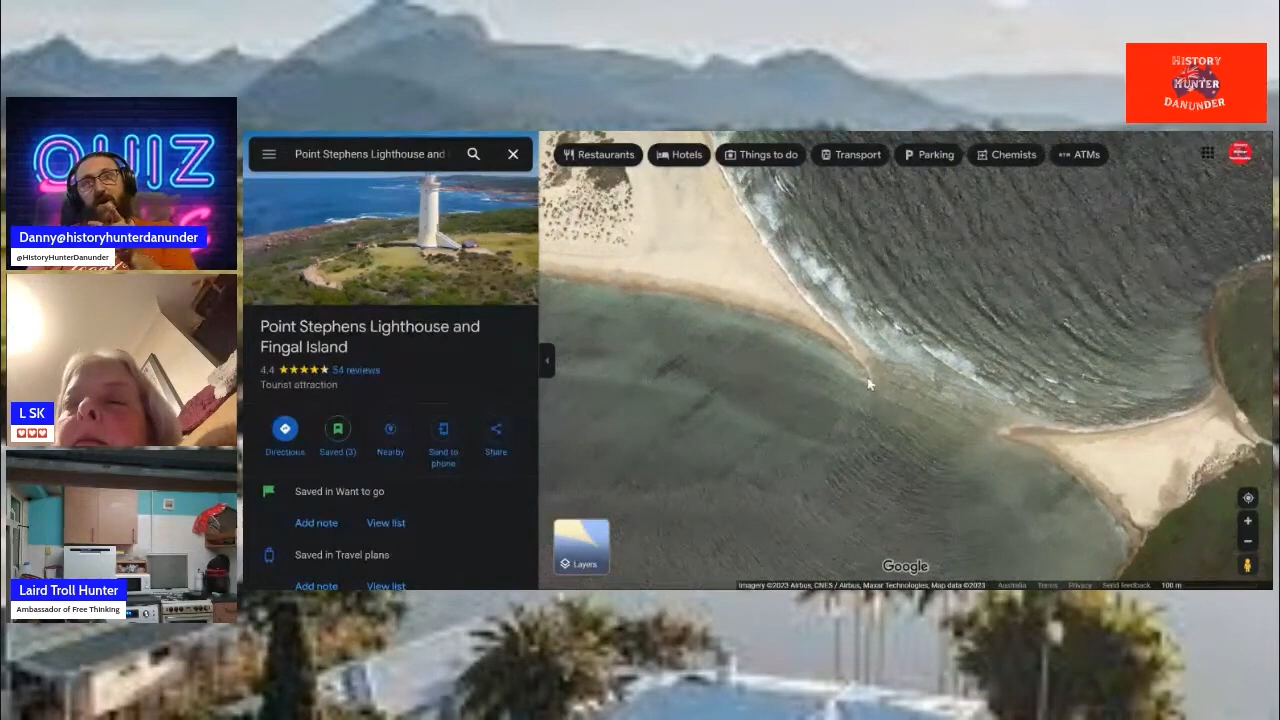 HISTORY
HUNTER
DANUNDER
QUIZ
Danny@historyhunterdanunder
@HistoryHunterDanunder
L SK
Laird Troll Hunter
Ambassador of Free Thinking
Point Stephens Lighthouse and
Point Stephens Lighthouse and
Fingal Island
4.4 54 reviews
Tourist attraction
Directions
Saved (3)
Nearby
Send to
phone
Share
Saved in Want to go
Add note View list
Saved in Travel plans
Add note View list
Restaurants
Hotels
Things to do
Transport
Parking
Chemists
ATMs
Layers
Google
Imagery ©2023 Airbus, CNES / Airbus, Maxar Technologies, Map data ©2023 Australia Terms Privacy Send feedback 100 m